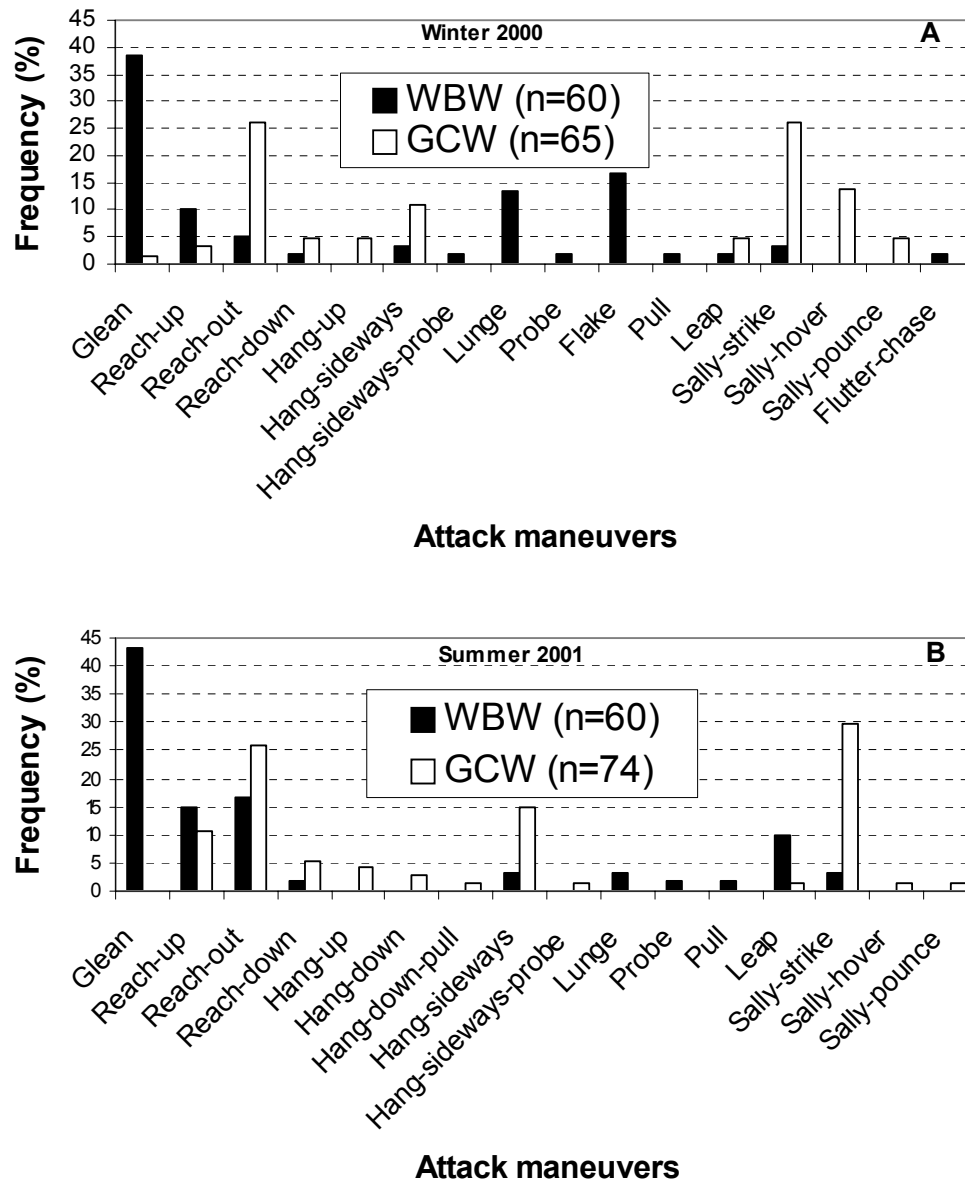 Winter 2000
A
Frequency (%)
45
40
35
30
25
20
15
10
5
0
WBW (n=60)
GCW (n=65)
Glean
Reach-up
Reach-out
Reach-down
Hang-up
Hang-sideways
Hang-sideways-probe
Lunge
Probe
Flake
Pull
Leap
Sally-strike
Sally-hover
Sally-pounce
Flutter-chase
Attack maneuvers
Summer 2001
B
Frequency (%)
45
40
35
30
25
20
15
10
5
0
WBW (n=60)
GCW (n=74)
Glean
Reach-up
Reach-out
Reach-down
Hang-up
Hang-down
Hang-down-pull
Hang-sideways
Hang-sideways-probe
Lunge
Probe
Pull
Leap
Sally-strike
Sally-hover
Sally-pounce
Attack maneuvers